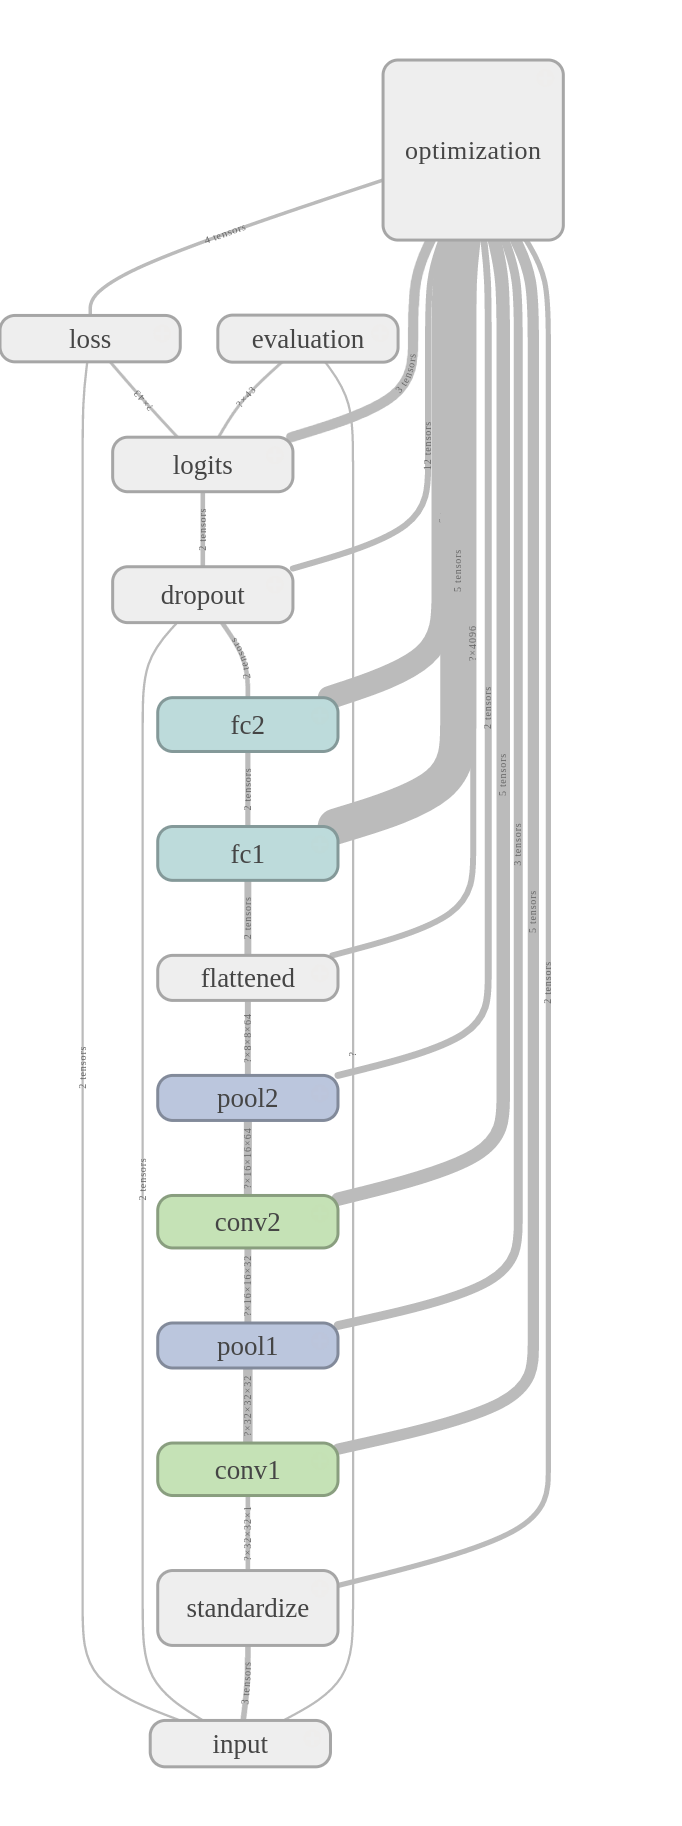 optimization
4 tensors
loss
evaluation
?×43
?×43
3 tensors
12 tensors
logits
2 tensors
5 tensors
dropout
2 tensors
?×4096
fc2
2 tensors
2 tensors
5 tensors
fc1
3 tensors
2 tensors
5 tensors
flattened
2 tensors
?×8×8×64
?
2 tensors
pool2
?×16×16×64
2 tensors
conv2
?×16×16×32
pool1
?×32×32×32
conv1
?×32×32×1
standardize
3 tensors
input